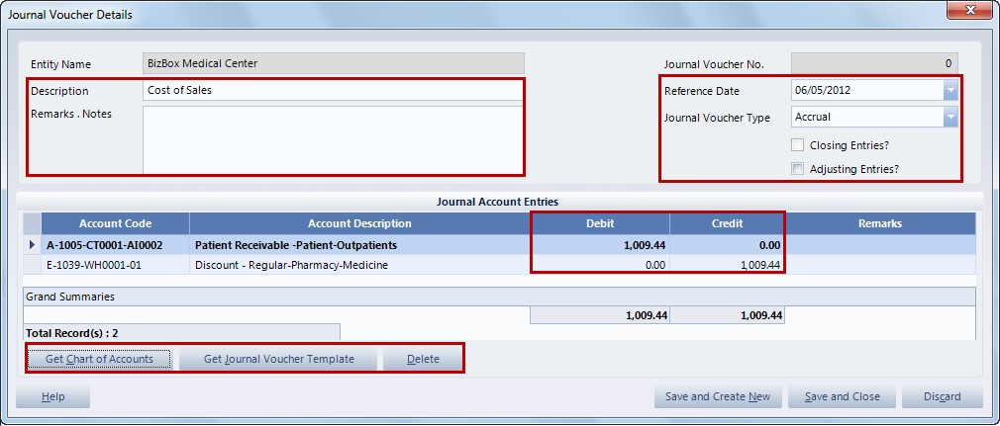 Journal Voucher Details
Entity Name BizBox Medical Center Journal Voucher No. 0
Description Cost of Sales Reference Date 06/05/2012
Remarks . Notes Journal Voucher Type Accrual
Closing Entries?
Adjusting Entries?
Journal Account Entries
Account Code Account Description Debit Credit Remarks
A-1005-CT0001-AI0002 Patient Receivable -Patient-Outpatients 1,009.44 0.00
E-1039-WH0001-01 Discount - Regular-Pharmacy-Medicine 0.00 1,009.44
Grand Summaries
1,009.44 1,009.44
Total Record(s) : 2
Get Chart of Accounts Get Journal Voucher Template Delete
Help Save and Create New Save and Close Discard